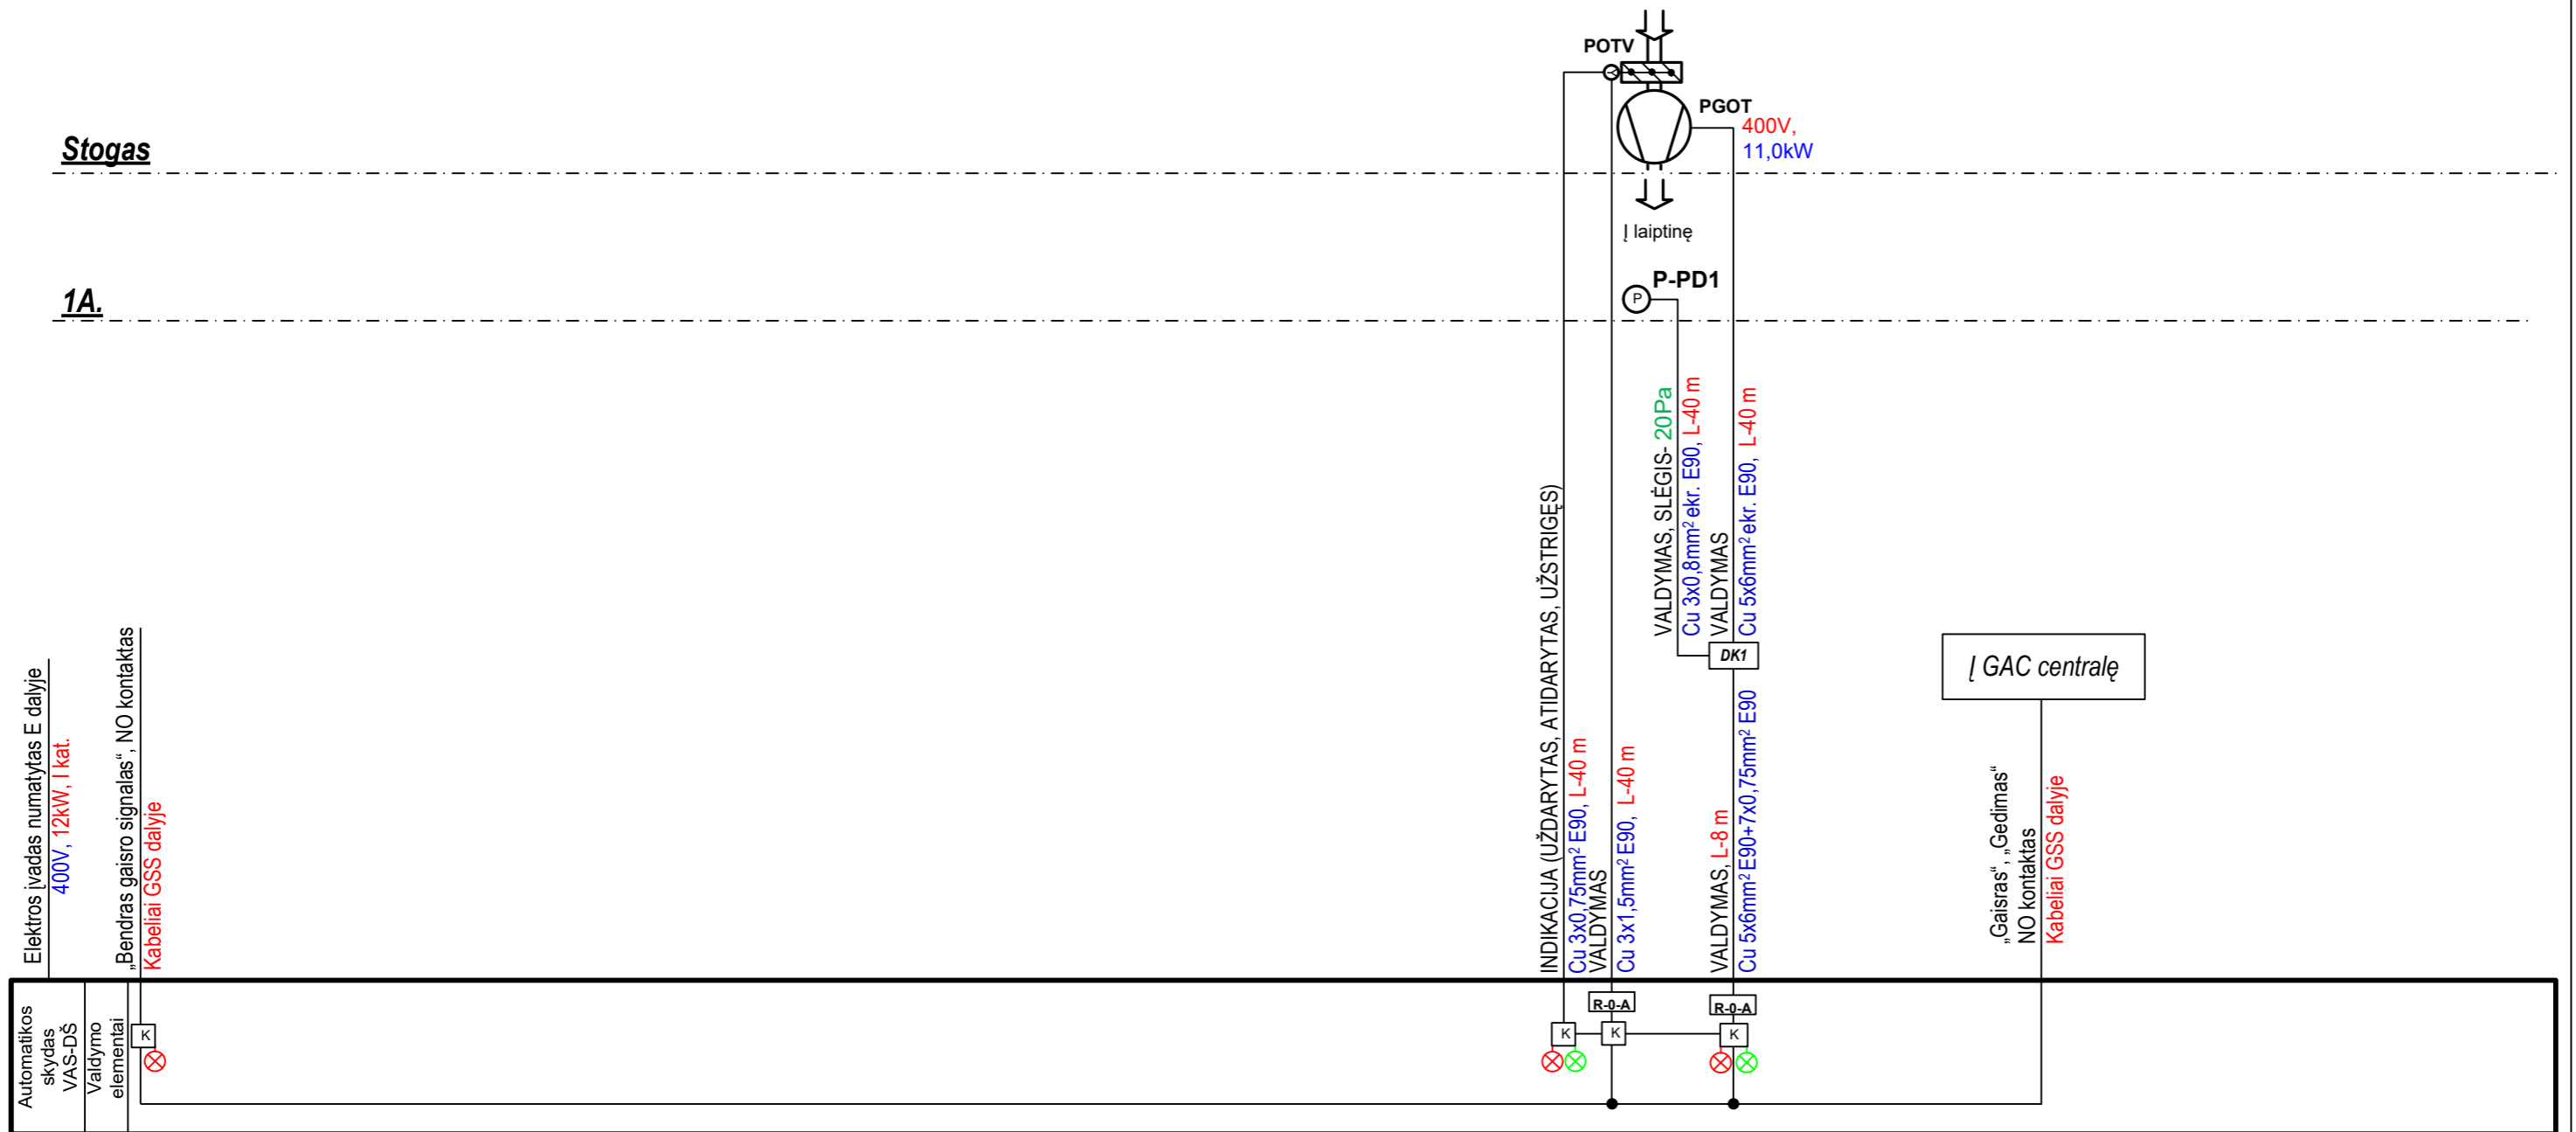 POTV
PGOT
400V,
11,0kW
Stogas
Į laiptinę
P-PD1
P
1A.
Elektros įvadas numatytas E dalyje
400V, 12kW, I kat.
„Bendras gaisro signalas“, NO kontaktas
Kabeliai GSS dalyje
INDIKACIJA (UŽDARYTAS, ATIDARYTAS, UŽSTRIGĘS)
Cu 3x0,75mm² E90, L-40 m
VALDYMAS
Cu 3x1,5mm² E90, L-40 m
VALDYMAS, SLĖGIS- 20Pa
Cu 3x0,8mm² ekr. E90, L-40 m
VALDYMAS
Cu 5x6mm² ekr. E90, L-40 m
DK1
VALDYMAS, L-8 m
Cu 5x6mm² E90+7x0,75mm² E90
Į GAC centralę
„Gaisras“, „Gedimas“
NO kontaktas
Kabeliai GSS dalyje
Automatikos
skydas
VAS-DŠ
Valdymo
elementai
K
R-0-A
R-0-A
K
K
K